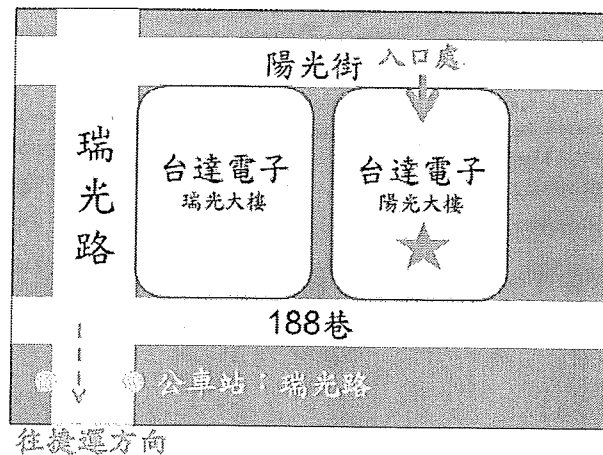 陽光街
入口處
瑞光路
台達電子
瑞光大樓
台達電子
陽光大樓
188巷
公車站：瑞光路
往捷運方向